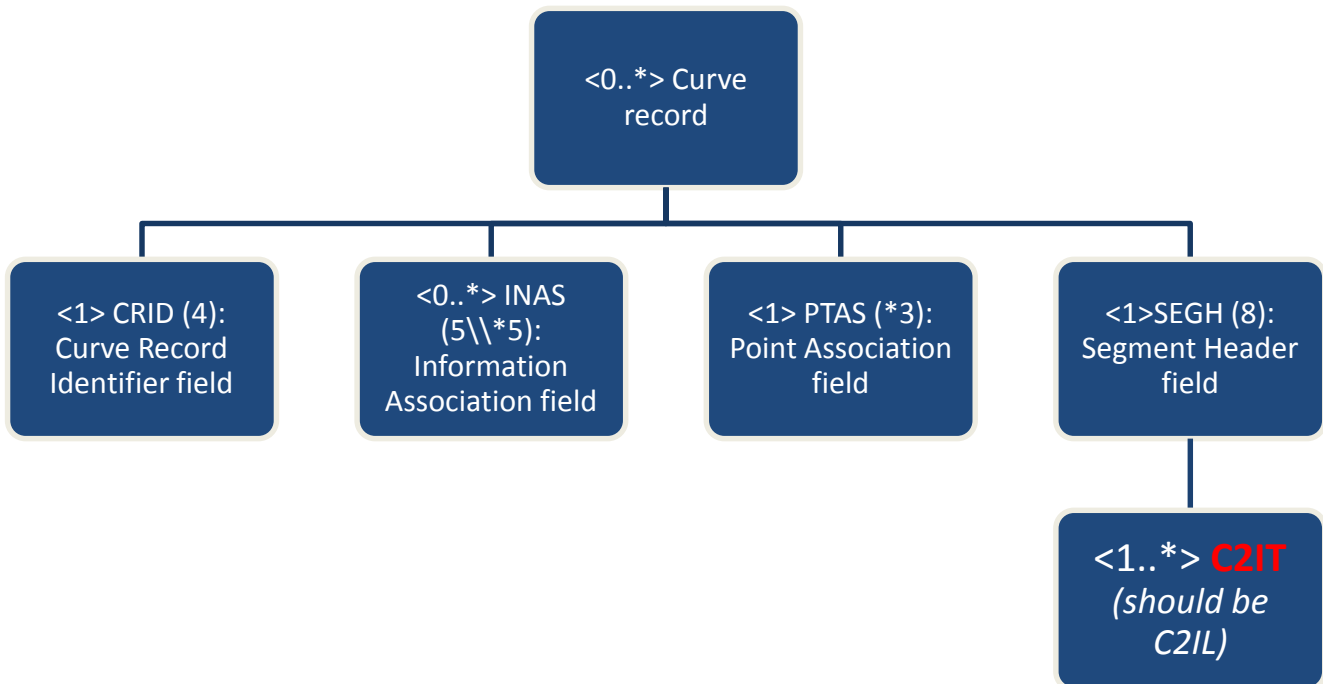 <0..*> Curve
record
<1> CRID (4):
Curve Record
Identifier field
<0..*> INAS
(5\\*5):
Information
Association field
<1> PTAS (*3):
Point Association
field
<1>SEGH (8):
Segment Header
field
<1..*> C2IT
(should be
C2IL)